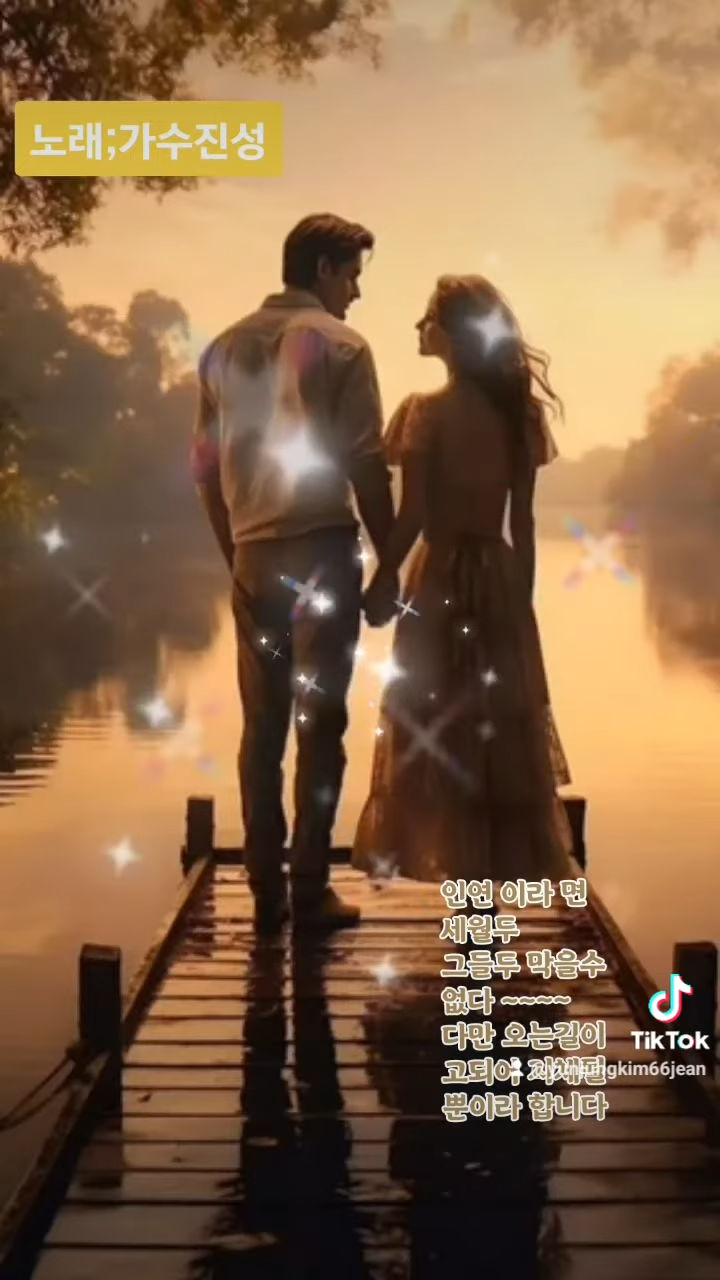 노래;가수진성
인연 이라 면
세월두
그들두 막을수
없다 ~~~~
다만 오는길이
고되어
뿐이라 합니다
TikTok